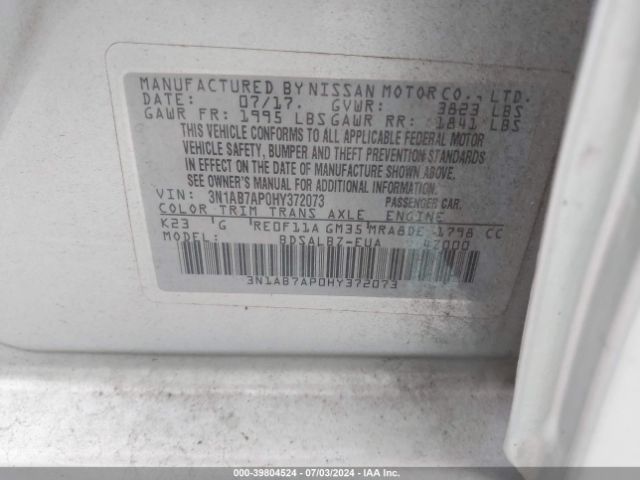 MANUFACTURED BY NISSAN MOTOR CO., LTD.
DATE: 07/17. GVWR: 3823 LBS
GAWR FR: 1995 LBS GAWR RR: 1841 LBS
THIS VEHICLE CONFORMS TO ALL APPLICABLE FEDERAL MOTOR
VEHICLE SAFETY, BUMPER AND THEFT PREVENTION STANDARDS
IN EFFECT ON THE DATE OF MANUFACTURE SHOWN ABOVE.
SEE OWNER'S MANUAL FOR ADDITIONAL INFORMATION.
VIN: 3N1AB7AP0HY372073 PASSENGER CAR.
COLOR TRIM TRANS AXLE, ENGINE
K23 'G 'RE0F11A GM35 MRA8DE 1798 CC
MODEL: BDSALBZ-EUA 4Z000
3N1AB7AP0HY372073
000-39804524 | 07/03/2024 - IAA Inc.